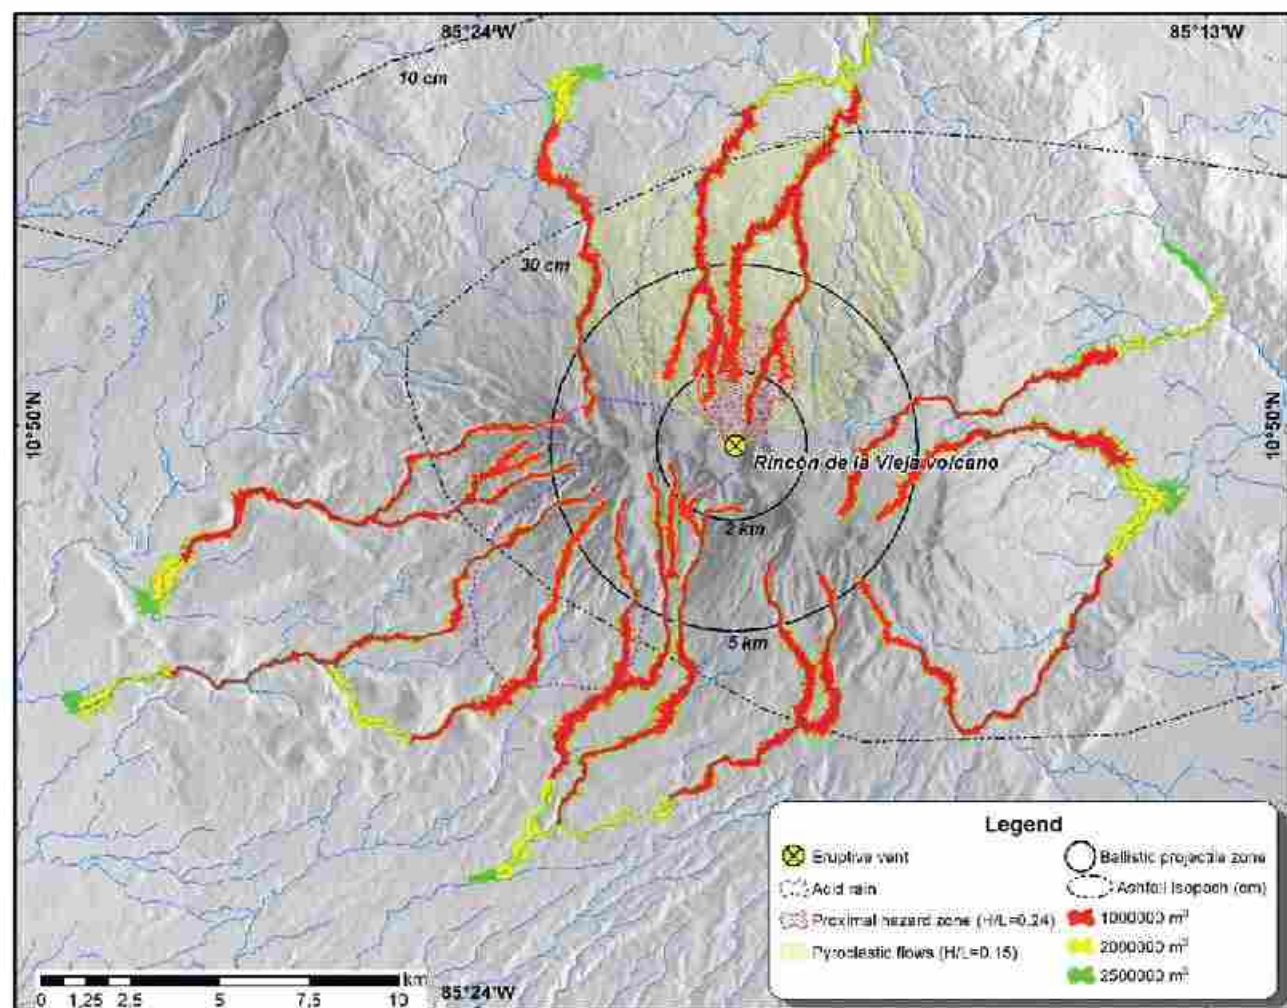 85°24'W
85°13'W
10 cm
30 cm
10°50'N
10°50'N
Rincón de la Vieja volcano
2 km
5 km
Legend
Eruptive vent
Ballistic projectile zone
Acid rain
Ashfall Isopach (cm)
Proximal hazard zone (H/L=0.24)
1000000 m³
Pyroclastic flows (H/L=0.15)
2000000 m³
2500000 m³
km
0 1,25 2.5 5 7,5 10
85°24'W